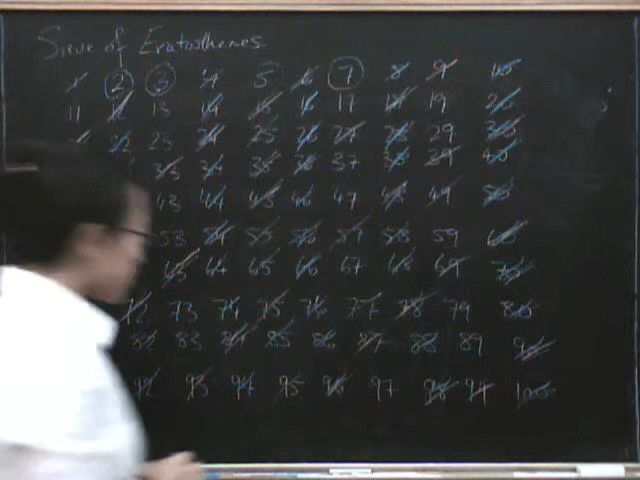 Sieve of Eratosthenes
1 2 3 4 5 6 7 8 9 10
11 12 13 14 15 16 17 18 19 20
22 23 24 25 26 27 28 29 30
33 34 35 36 37 38 39 40
43 44 45 46 47 48 49 50
53 54 55 56 57 58 59 60
63 64 65 66 67 68 69 70
72 73 74 75 76 77 78 79 80
82 83 84 85 86 87 88 89 90
92 93 94 95 96 97 98 99 100